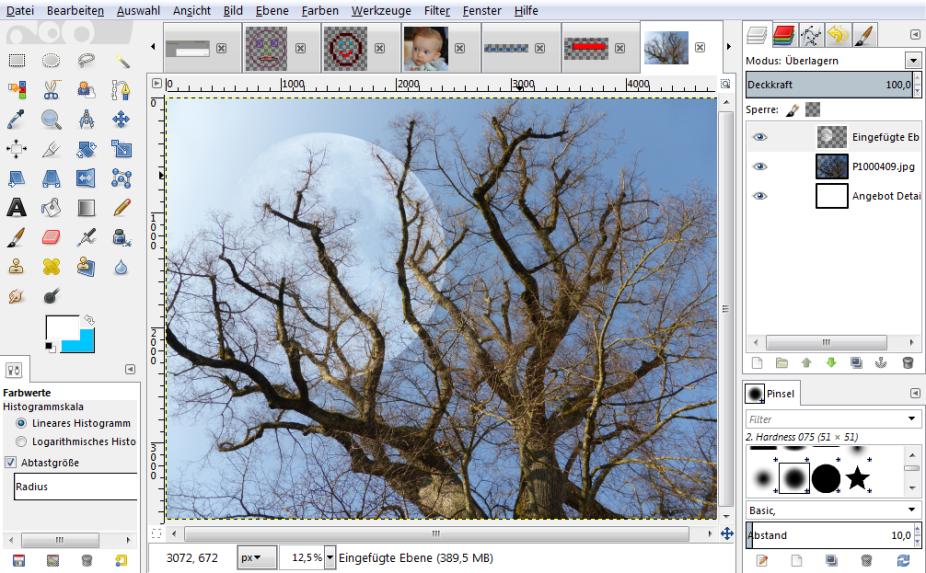 Datei Bearbeiten Auswahl Ansicht Bild Ebene Farben Werkzeuge Filter Fenster Hilfe
0 1000 2000 3000 4000
Modus: Überlagern
Deckkraft 100,0
Sperre:
Eingefügte Eb
P1000409.jpg
Angebot Detai
0
1000
2000
3000
Farbwerte
Histogrammskala
Lineares Histogramm
Logarithmisches Histo
Abtastgröße
Radius
Pinsel
Filter
2. Hardness 075 (51 × 51)
Basic,
Abstand 10,0
3072, 672 px 12,5% Eingefügte Ebene (389,5 MB)